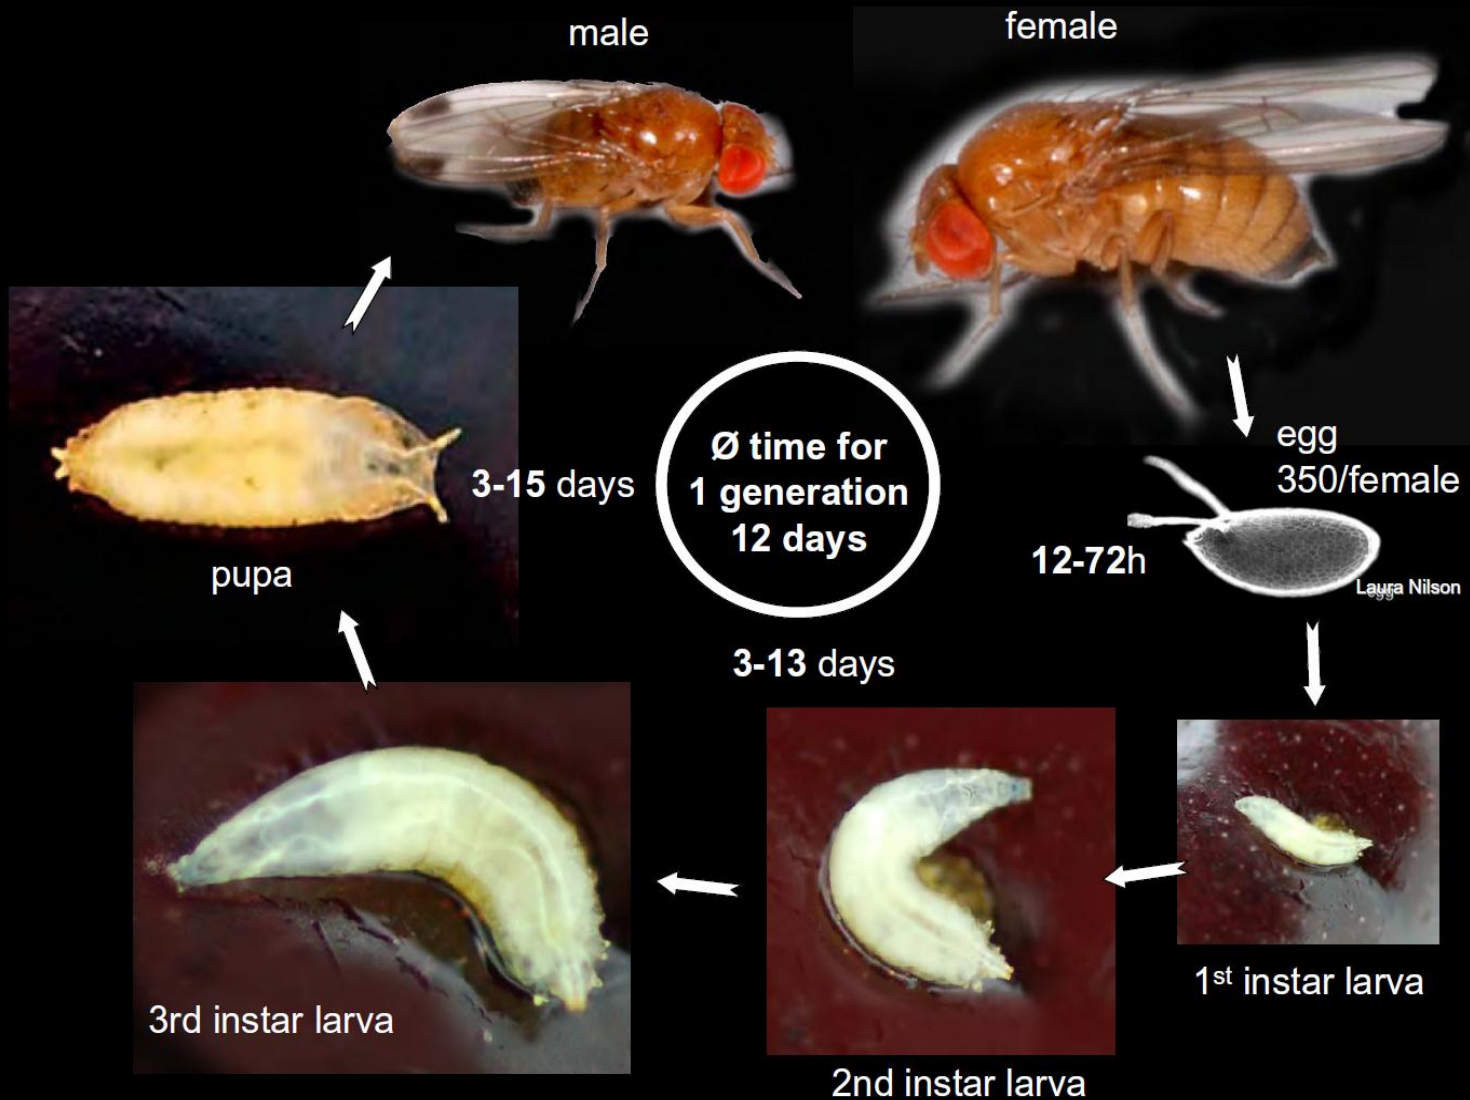 male
female
egg
350/female
12-72h
Laura Nilson
egg
1st instar larva
2nd instar larva
3rd instar larva
3-13 days
pupa
3-15 days
Ø time for
1 generation
12 days